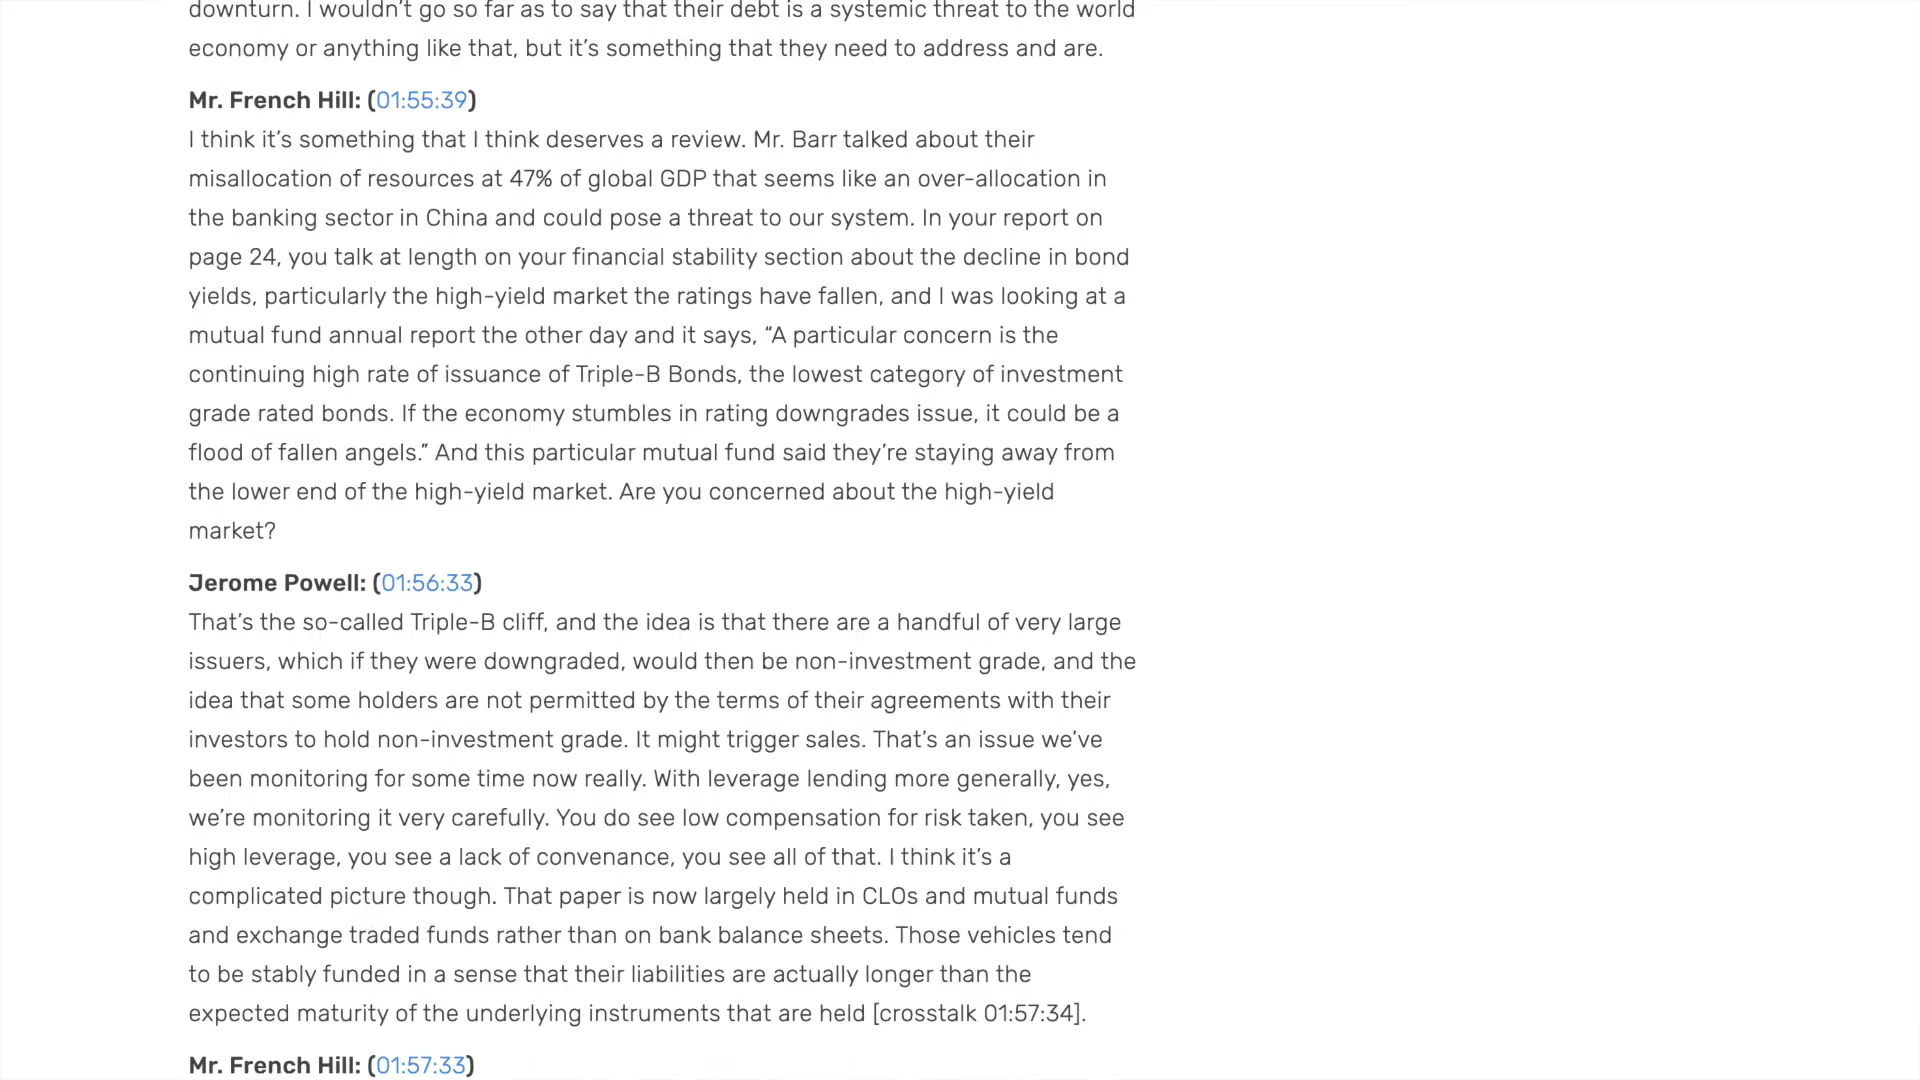 downturn. I wouldn't go so far as to say that their debt is a systemic threat to the world
economy or anything like that, but it's something that they need to address and are.
Mr. French Hill: (01:55:39)
I think it's something that I think deserves a review. Mr. Barr talked about their
misallocation of resources at 47% of global GDP that seems like an over-allocation in
the banking sector in China and could pose a threat to our system. In your report on
page 24, you talk at length on your financial stability section about the decline in bond
yields, particularly the high-yield market the ratings have fallen, and I was looking at a
mutual fund annual report the other day and it says, “A particular concern is the
continuing high rate of issuance of Triple-B Bonds, the lowest category of investment
grade rated bonds. If the economy stumbles in rating downgrades issue, it could be a
flood of fallen angels.” And this particular mutual fund said they're staying away from
the lower end of the high-yield market. Are you concerned about the high-yield
market?
Jerome Powell: (01:56:33)
That's the so-called Triple-B cliff, and the idea is that there are a handful of very large
issuers, which if they were downgraded, would then be non-investment grade, and the
idea that some holders are not permitted by the terms of their agreements with their
investors to hold non-investment grade. It might trigger sales. That's an issue we've
been monitoring for some time now really. With leverage lending more generally, yes,
we're monitoring it very carefully. You do see low compensation for risk taken, you see
high leverage, you see a lack of convenance, you see all of that. I think it's a
complicated picture though. That paper is now largely held in CLOs and mutual funds
and exchange traded funds rather than on bank balance sheets. Those vehicles tend
to be stably funded in a sense that their liabilities are actually longer than the
expected maturity of the underlying instruments that are held [crosstalk 01:57:34].
Mr. French Hill: (01:57:33)